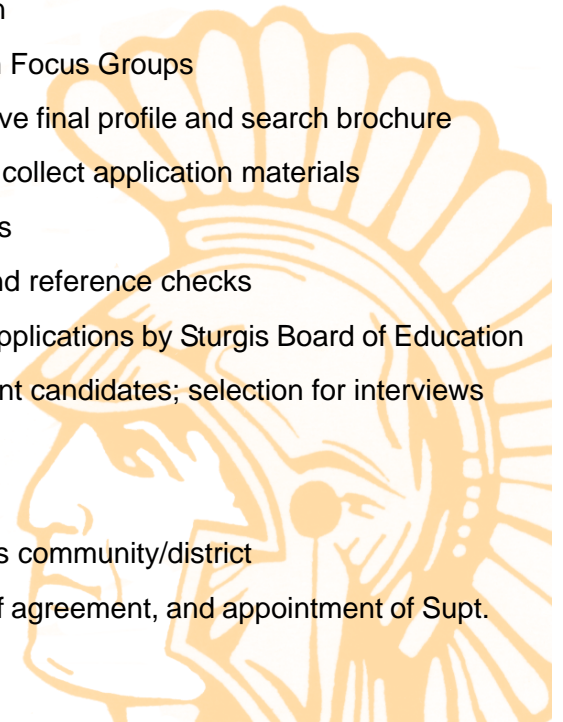 n
Focus Groups
ve final profile and search brochure
collect application materials
s
nd reference checks
pplications by Sturgis Board of Education
nt candidates; selection for interviews
s community/district
f agreement, and appointment of Supt.